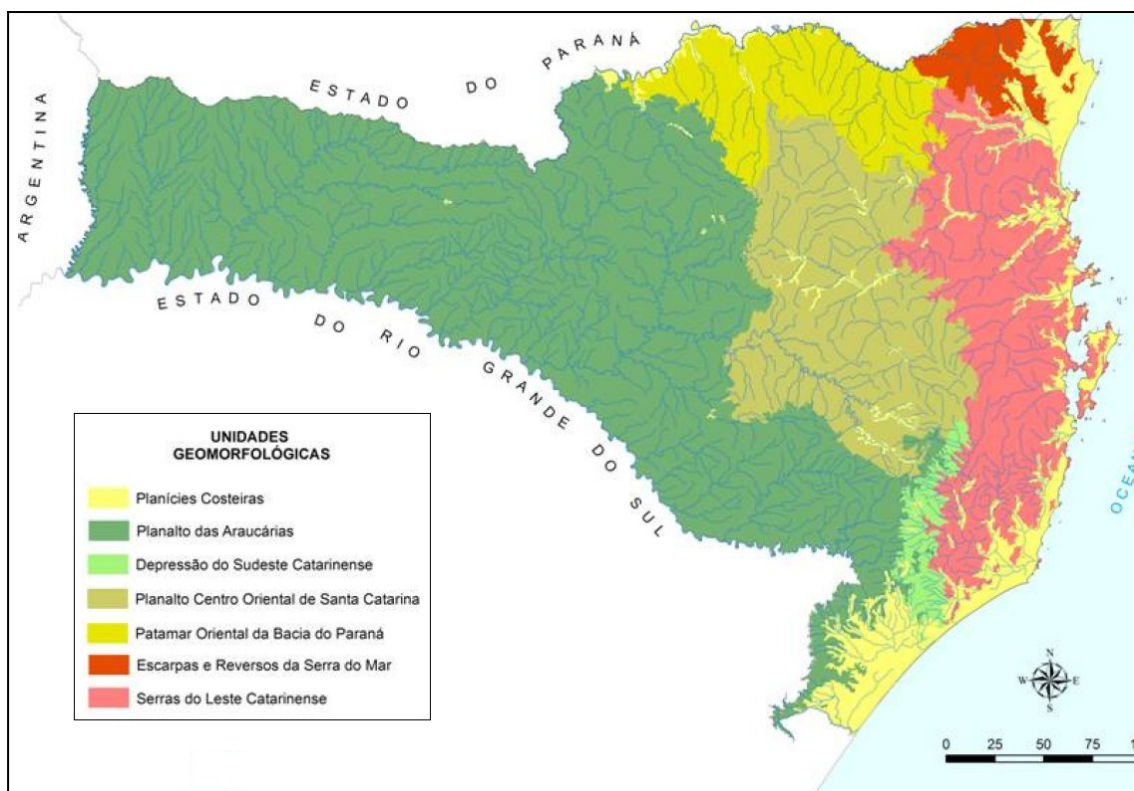 ESTADO DO PARANÁ
ARGENTINA
ESTADO DO RIO GRANDE DO SUL
UNIDADES
GEOMORFOLÓGICAS
Planícies Costeiras
Planalto das Araucárias
Depressão do Sudeste Catarinense
Planalto Centro Oriental de Santa Catarina
Patamar Oriental da Bacia do Paraná
Escarpas e Reversos da Serra do Mar
Serras do Leste Catarinense
N
W E
S
0 25 50 75